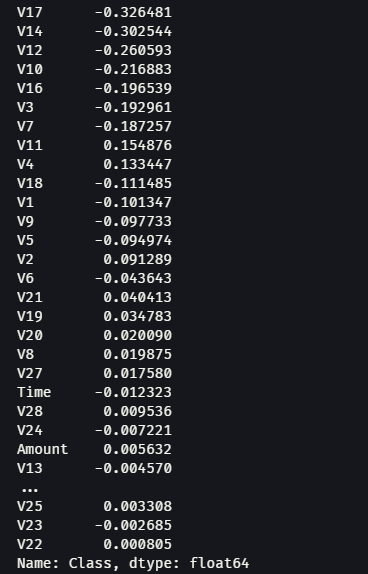 V17 -0.326481
V14 -0.302544
V12 -0.260593
V10 -0.216883
V16 -0.196539
V3 -0.192961
V7 -0.187257
V11 0.154876
V4 0.133447
V18 -0.111485
V1 -0.101347
V9 -0.097733
V5 -0.094974
V2 0.091289
V6 -0.043643
V21 0.040413
V19 0.034783
V20 0.020090
V8 0.019875
V27 0.017580
Time -0.012323
V28 0.009536
V24 -0.007221
Amount 0.005632
V13 -0.004570
...
V25 0.003308
V23 -0.002685
V22 0.000805
Name: Class, dtype: float64